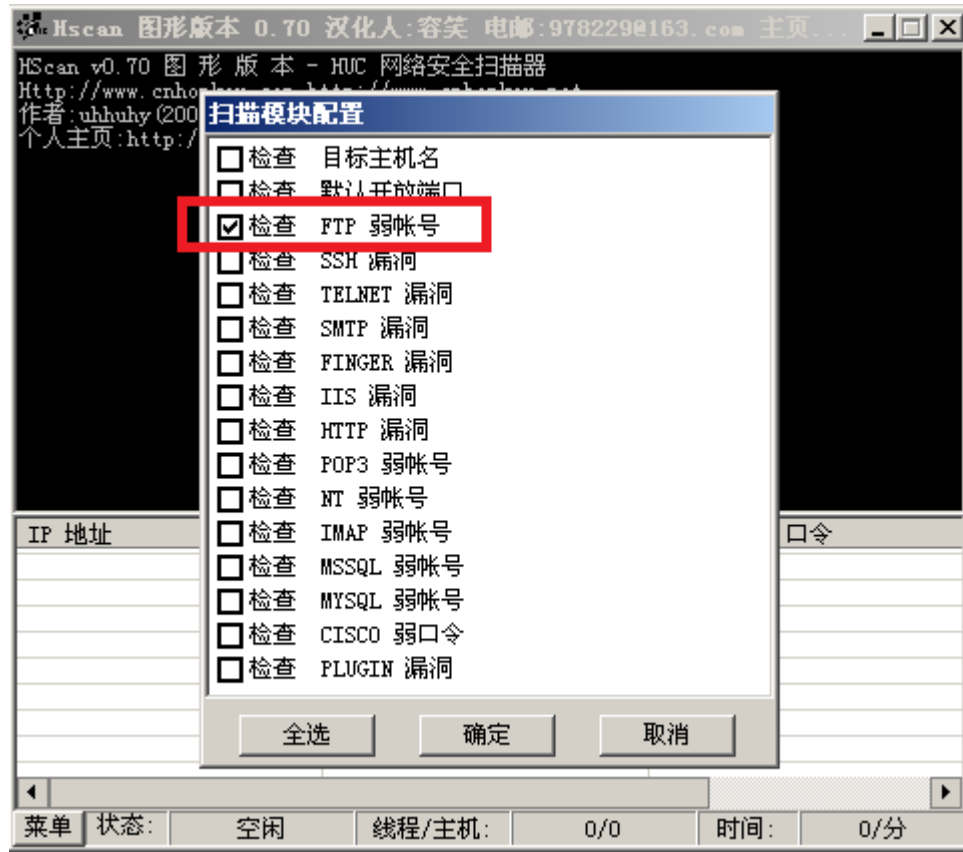 Hscan 图形版本 0.70 汉化人:容笑 电邮:9782290163.com 主页...
HScan v0.70 图 形 版 本 - HUC 网络安全扫描器
Http://www.cnho
作者:uhhuhy(200
个人主页:http:/
扫描模块配置
检查 目标主机名
检查 默认开放端口
检查 FTP 弱帐号
检查 SSH 漏洞
检查 TELNET 漏洞
检查 SMTP 漏洞
检查 FINGER 漏洞
检查 IIS 漏洞
检查 HTTP 漏洞
检查 POP3 弱帐号
检查 NT 弱帐号
检查 IMAP 弱帐号
检查 MSSQL 弱帐号
检查 MYSQL 弱帐号
检查 CISCO 弱口令
检查 PLUGIN 漏洞
全选 确定 取消
IP 地址 口令
菜单 状态: 空闲 线程/主机: 0/0 时间: 0/分